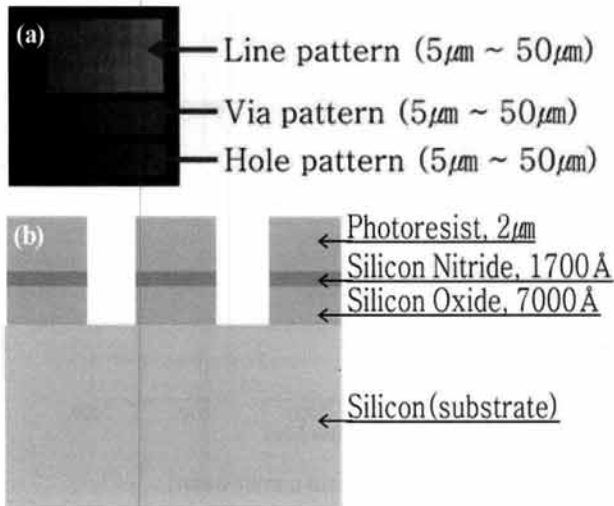 (a)
Line pattern (5㎛ ~ 50㎛)
Via pattern (5㎛ ~ 50㎛)
Hole pattern (5㎛ ~ 50㎛)
(b)
Photoresist, 2㎛
Silicon Nitride, 1700Å
Silicon Oxide, 7000Å
Silicon(substrate)